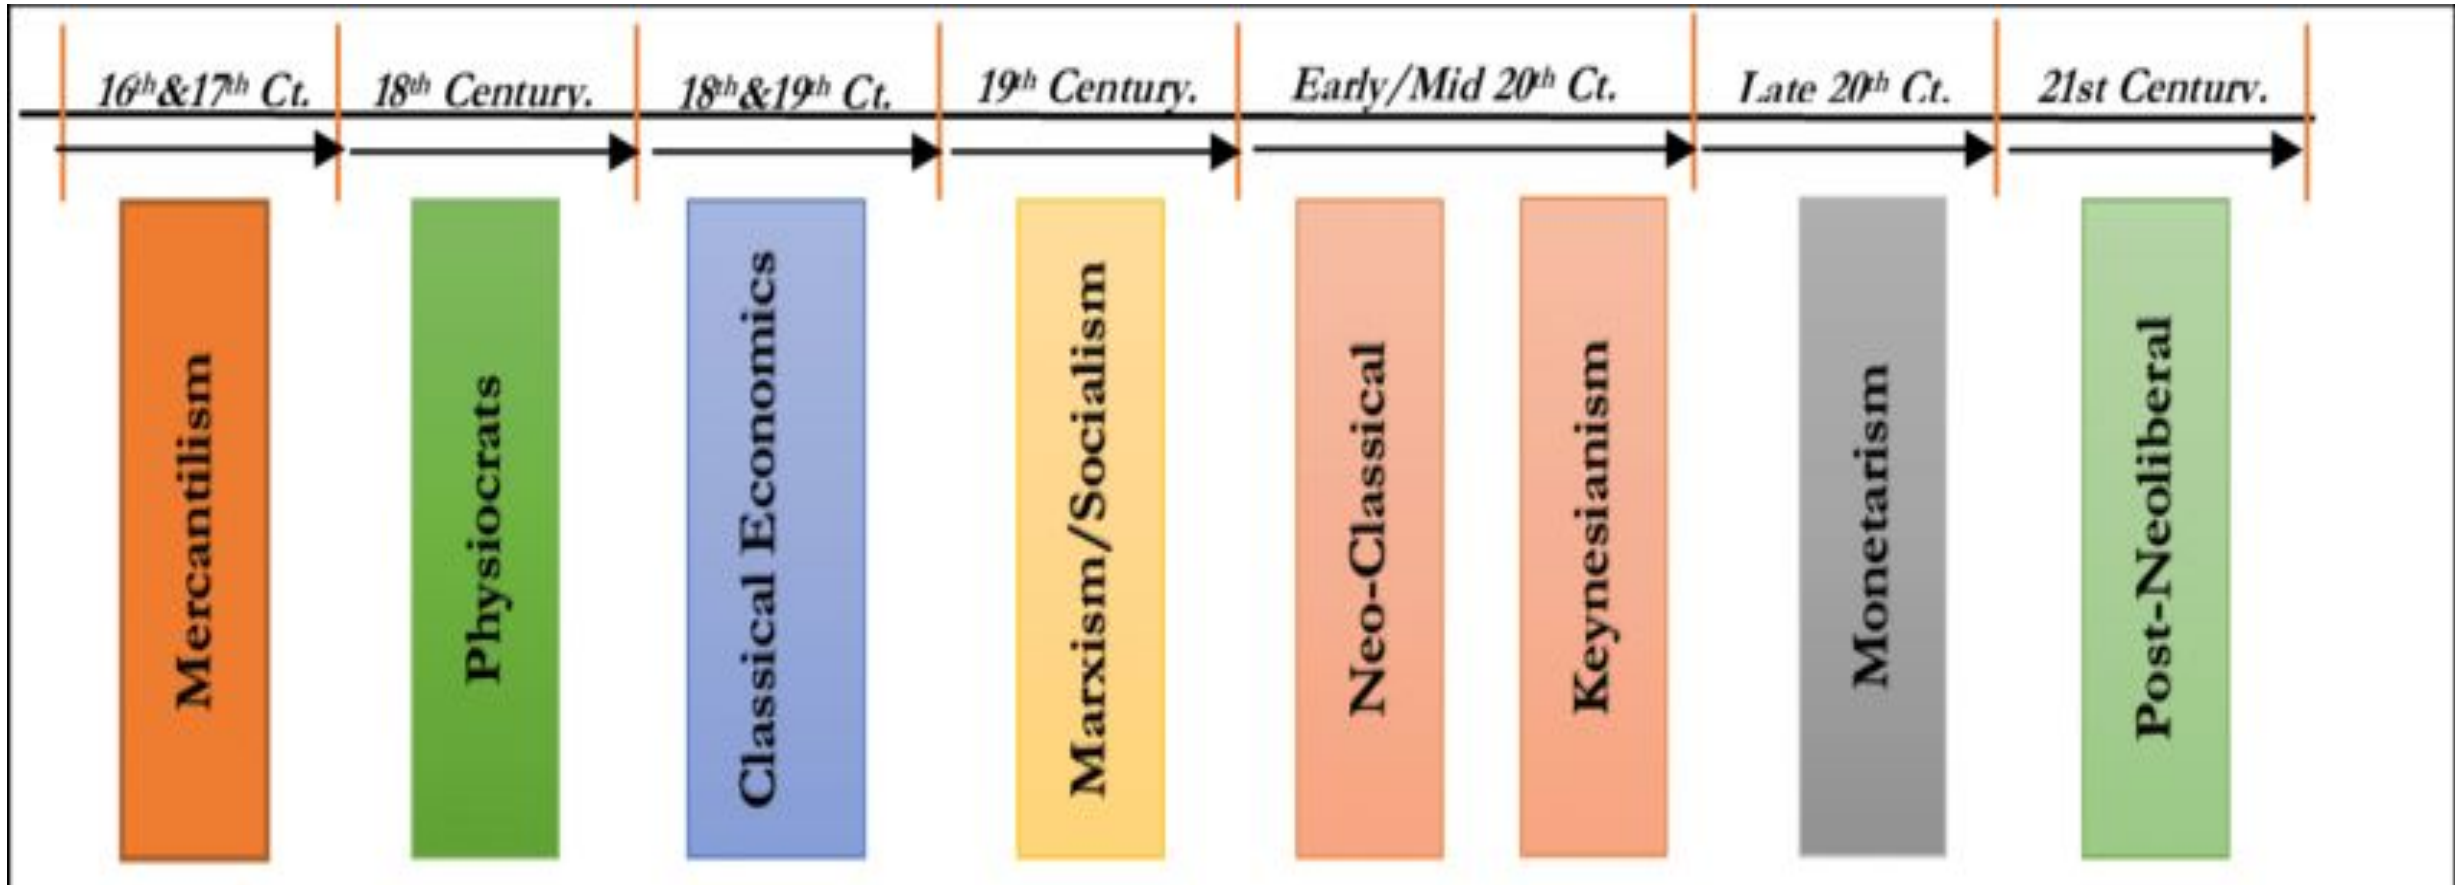 16th&17th Ct.
18th Century.
18th&19th Ct.
19th Century.
Early/Mid 20th Ct.
Late 20th Ct.
21st Century.
Mercantilism
Physiocrats
Classical Economics
Marxism/Socialism
Neo-Classical
Keynesianism
Monetarism
Post-Neoliberal